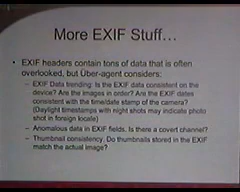 More EXIF Stuff…
• EXIF headers contain tons of data that is often
overlooked, but Über-agent considers:
– EXIF Data trending: Is the EXIF data consistent on the
device? Are the images in order? Are the EXIF dates
consistent with the time/date stamp of the camera?
(Daylight timestamps with night shots may indicate photo
shot in foreign locale)
– Anomalous data in EXIF fields. Is there a covert channel?
– Thumbnail consistency. Do thumbnails stored in the EXIF
match the actual image?